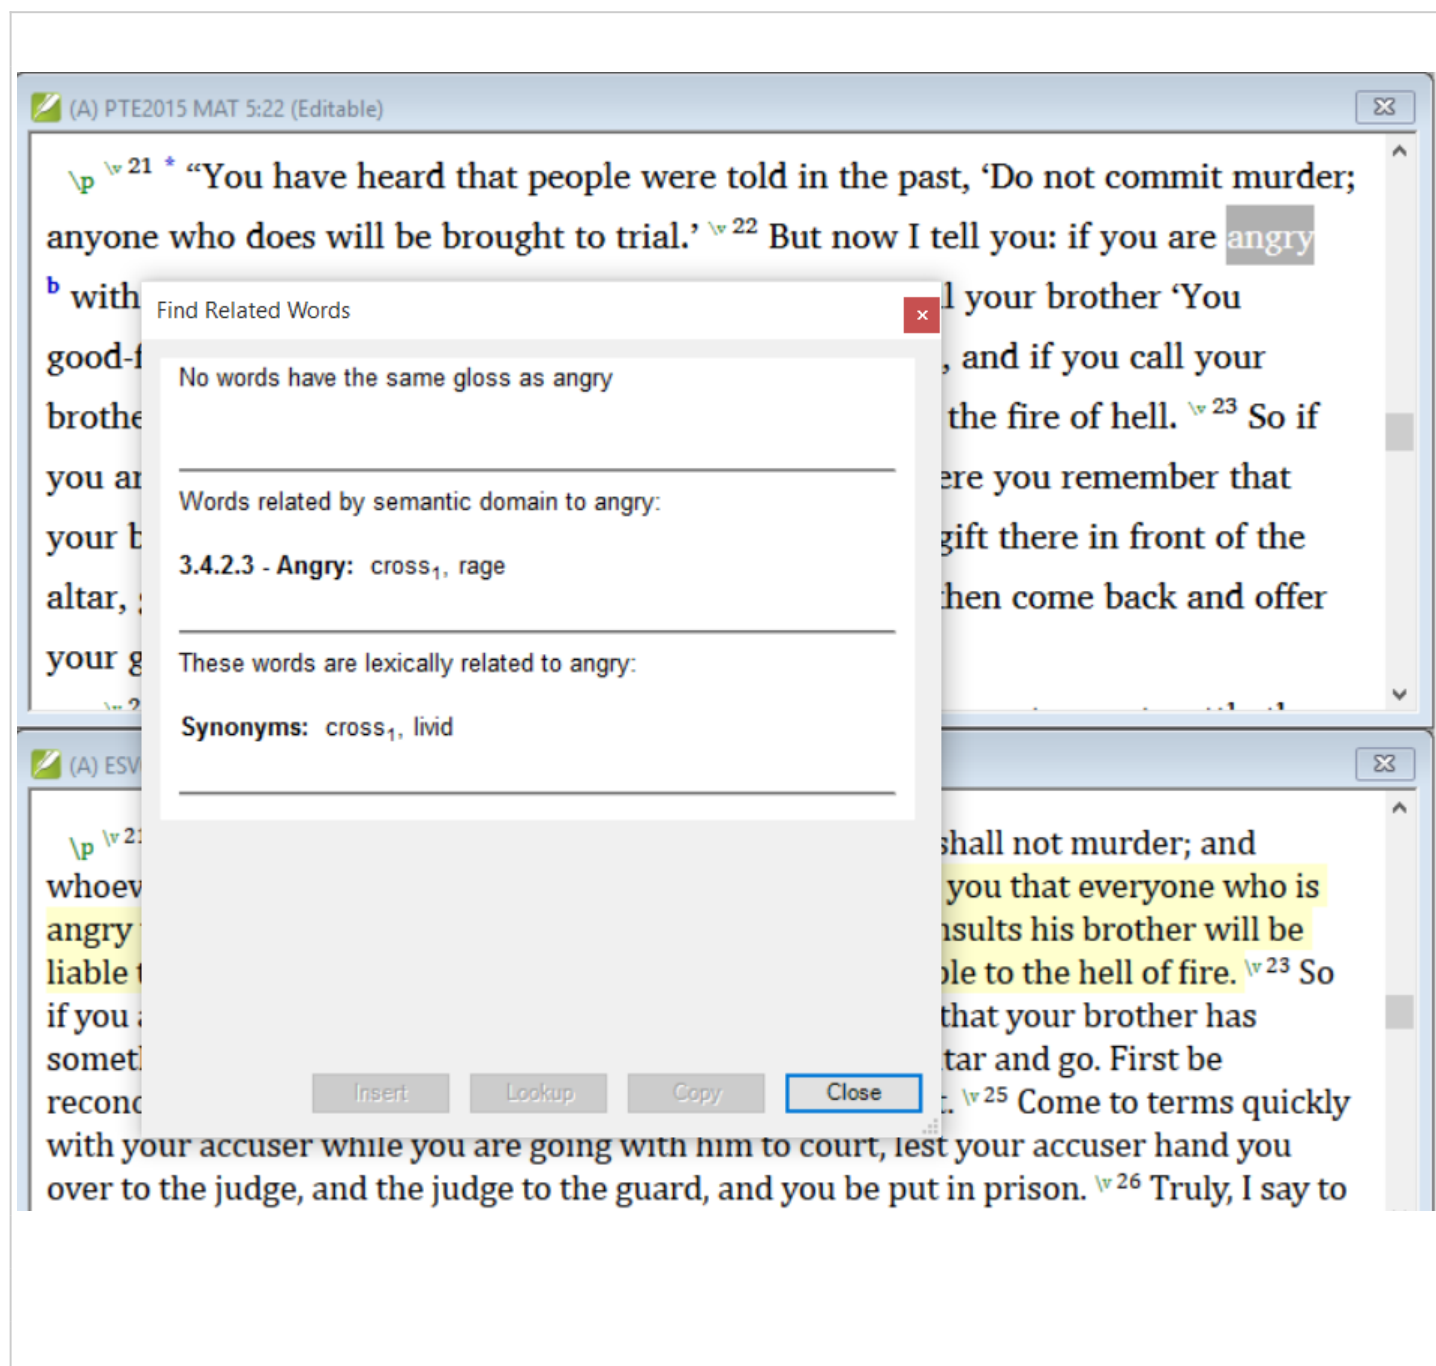 (A) PTE2015 MAT 5:22 (Editable)
\p \v 21 * “You have heard that people were told in the past, ‘Do not commit murder;
anyone who does will be brought to trial.’ \v 22 But now I tell you: if you are angry
b with l your brother ‘You
good-f , and if you call your
brothe the fire of hell. \v 23 So if
you ar ere you remember that
your b gift there in front of the
altar, then come back and offer
your g
Find Related Words
No words have the same gloss as angry
Words related by semantic domain to angry:
3.4.2.3 - Angry: cross1, rage
These words are lexically related to angry:
Synonyms: cross1, livid
Insert Lookup Copy Close
(A) ESV
\p \v 21 shall not murder; and
whoev you that everyone who is
angry nsults his brother will be
liable t ble to the hell of fire. \v 23 So
if you that your brother has
somet tar and go. First be
recond t. \v 25 Come to terms quickly
with your accuser while you are going with him to court, lest your accuser hand you
over to the judge, and the judge to the guard, and you be put in prison. \v 26 Truly, I say to